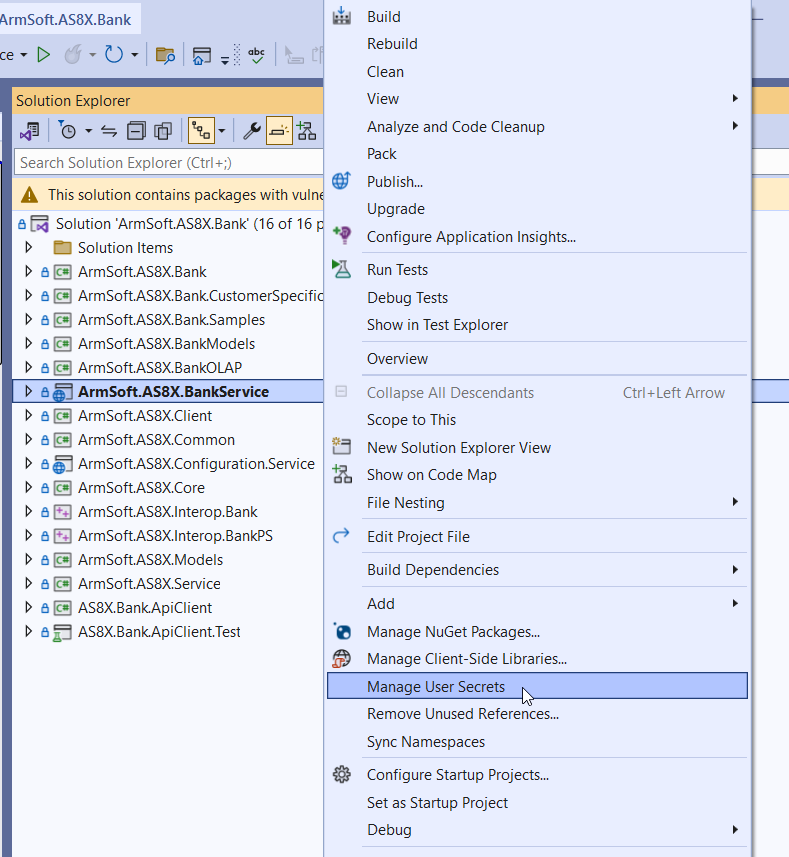 ArmSoft.AS8X.Bank
ce
abc
Solution Explorer
Search Solution Explorer (Ctrl+;)
This solution contains packages with vulne
Solution 'ArmSoft.AS8X.Bank' (16 of 16 p
Solution Items
C# ArmSoft.AS8X.Bank
C# ArmSoft.AS8X.Bank.CustomerSpecific
C# ArmSoft.AS8X.Bank.Samples
C# ArmSoft.AS8X.BankModels
C# ArmSoft.AS8X.BankOLAP
ArmSoft.AS8X.BankService
C# ArmSoft.AS8X.Client
C# ArmSoft.AS8X.Common
ArmSoft.AS8X.Configuration.Service
C# ArmSoft.AS8X.Core
++ ArmSoft.AS8X.Interop.Bank
++ ArmSoft.AS8X.Interop.BankPS
C# ArmSoft.AS8X.Models
C# ArmSoft.AS8X.Service
C# AS8X.Bank.ApiClient
AS8X.Bank.ApiClient.Test
Build
Rebuild
Clean
View
Analyze and Code Cleanup
Pack
Publish...
Upgrade
Configure Application Insights...
Run Tests
Debug Tests
Show in Test Explorer
Overview
Collapse All Descendants Ctrl+Left Arrow
Scope to This
New Solution Explorer View
Show on Code Map
File Nesting
Edit Project File
Build Dependencies
Add
Manage NuGet Packages...
Manage Client-Side Libraries...
Manage User Secrets
Remove Unused References...
Sync Namespaces
Configure Startup Projects...
Set as Startup Project
Debug